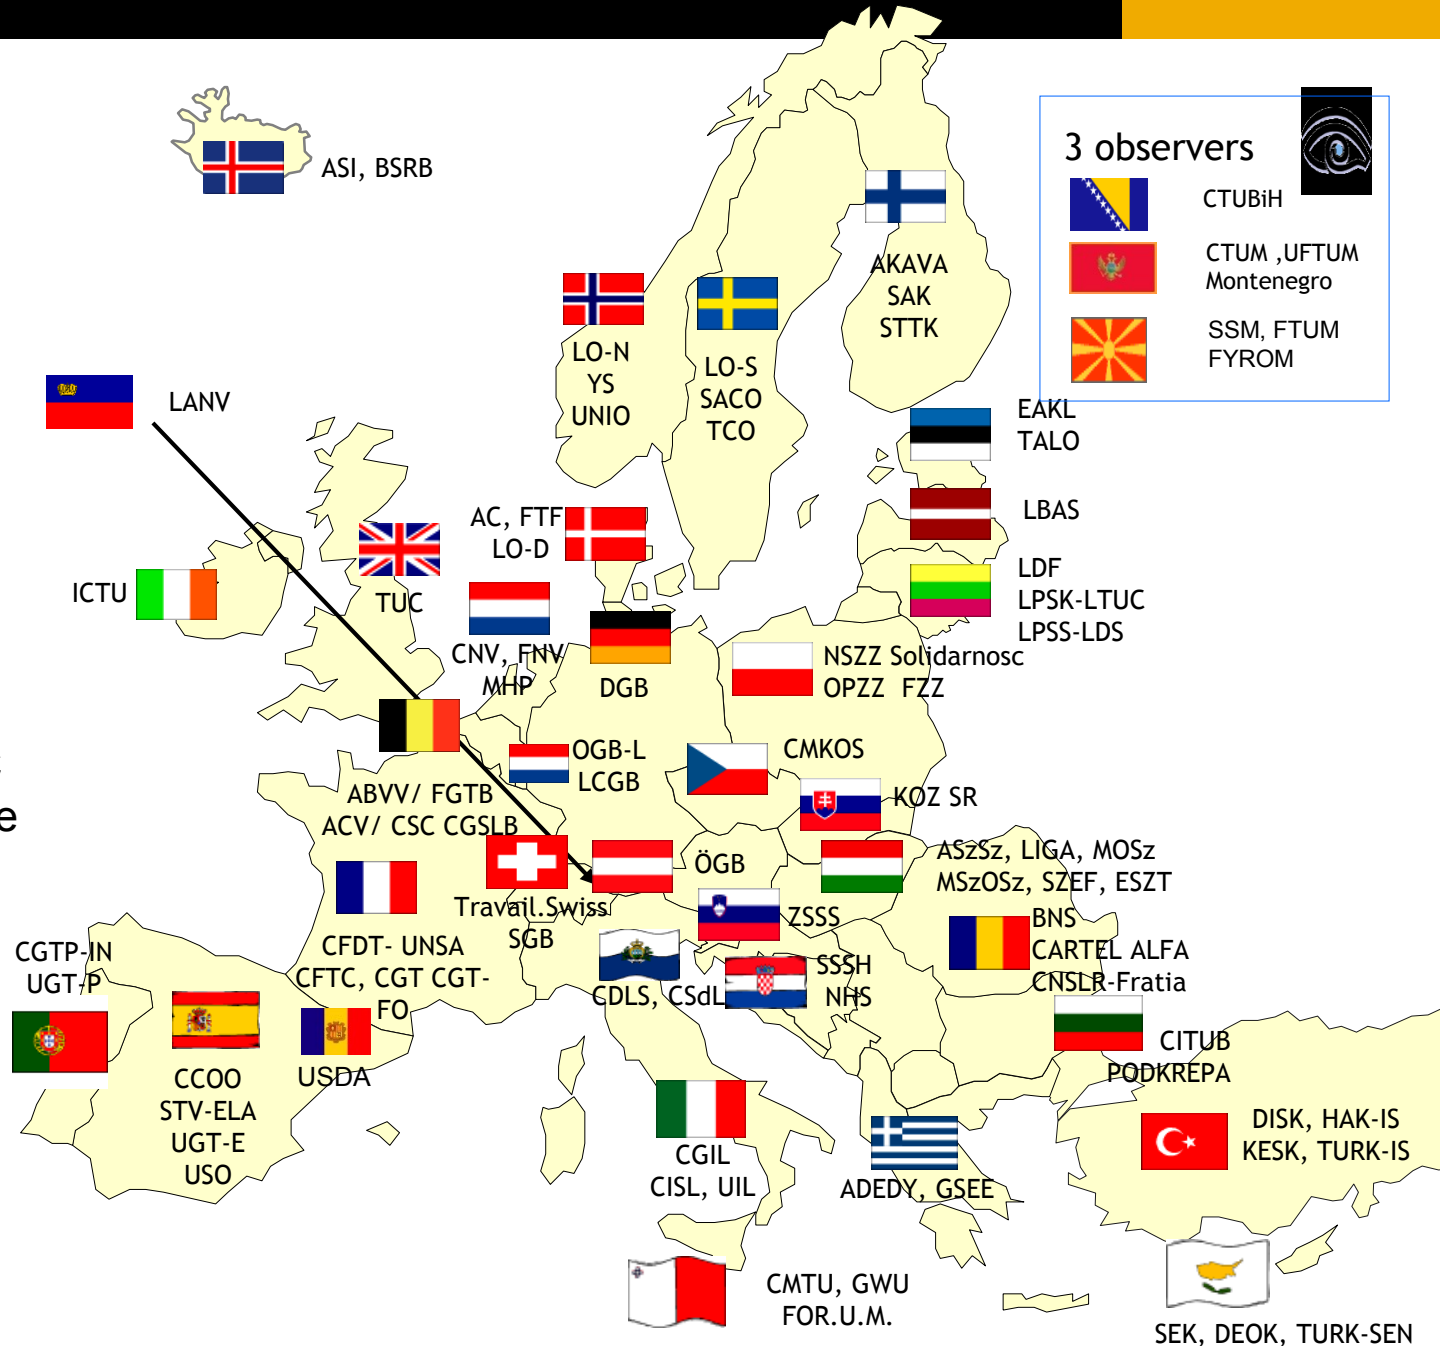 ASI, BSRB
3 observers
CTUBiH
CTUM ,UFTUM
Montenegro
SSM, FTUM
FYROM
AKAVA
SAK
STTK
LO-N
YS
UNIO
LO-S
SACO
TCO
LANV
EAKL
TALO
LBAS
AC, FTF
LO-D
LDF
LPSK-LTUC
LPSS-LDS
ICTU
TUC
CNV, FNV
MHP
DGB
NSZZ Solidarnosc
OPZZ FZZ
OGB-L
LCGB
CMKOS
KOZ SR
e
ABVV/ FGTB
ACV/ CSC CGSLB
ÖGB
ASzSz, LIGA, MOSz
MSzOSz, SZEF, ESZT
Travail.Swiss
SGB
ZSSS
BNS
CARTEL ALFA
CNSLR-Fratia
CFDT- UNSA
CFTC, CGT CGT-
FO
CGTP-IN
UGT-P
SSSH
NHS
CDLS, CSdL
USDA
CITUB
PODKREPA
CCOO
STV-ELA
UGT-E
USO
CGIL
CISL, UIL
ADEDY, GSEE
DISK, HAK-IS
KESK, TURK-IS
CMTU, GWU
FOR.U.M.
SEK, DEOK, TURK-SEN